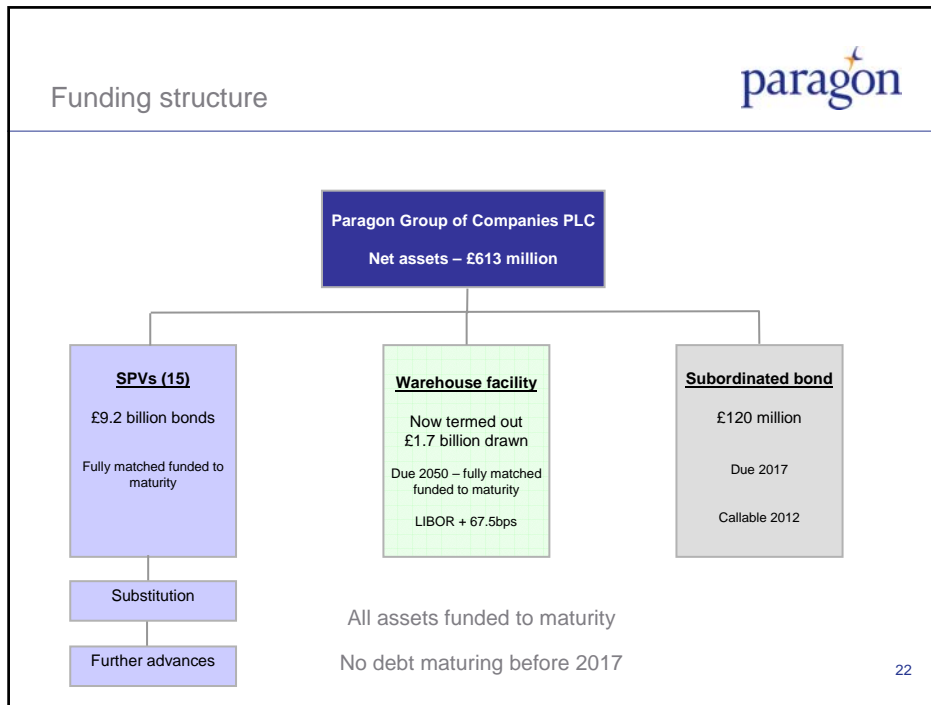 Funding structure
paragon
Paragon Group of Companies PLC
Net assets – £613 million
SPVs (15)
£9.2 billion bonds
Fully matched funded to
maturity
Warehouse facility
Now termed out
£1.7 billion drawn
Due 2050 – fully matched
funded to maturity
LIBOR + 67.5bps
Subordinated bond
£120 million
Due 2017
Callable 2012
Substitution
Further advances
All assets funded to maturity
No debt maturing before 2017
22